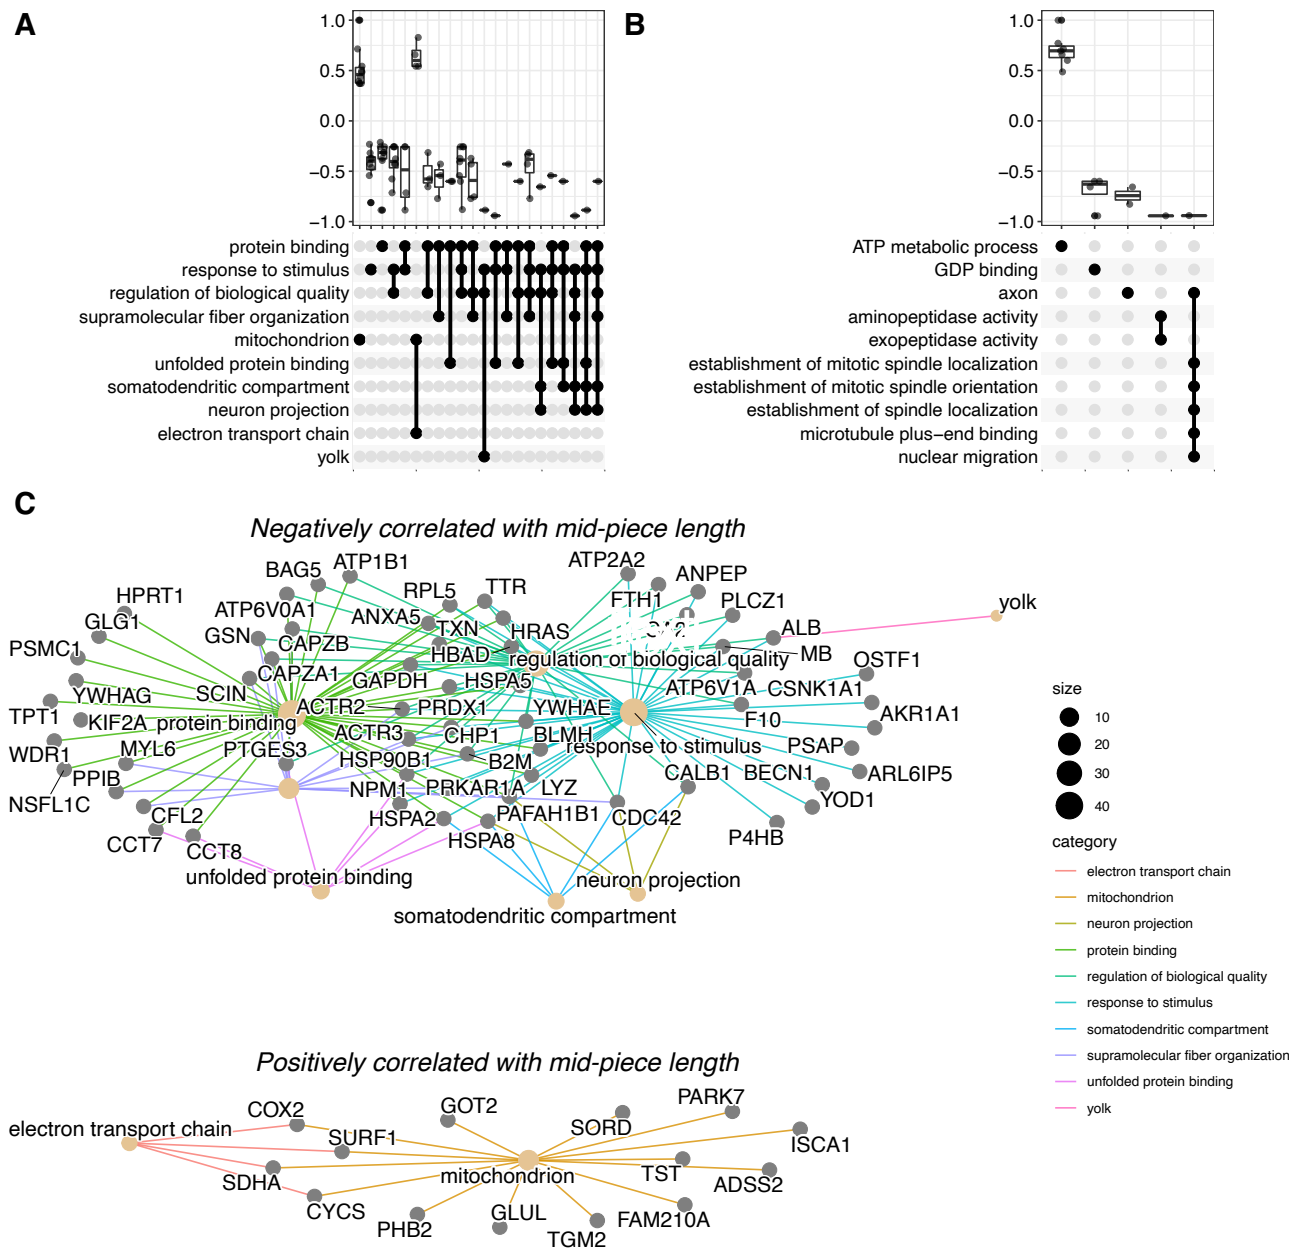 A
1.0
0.5
0.0
−0.5
−1.0
protein binding
response to stimulus
regulation of biological quality
supramolecular fiber organization
mitochondrion
unfolded protein binding
somatodendritic compartment
neuron projection
electron transport chain
yolk
B
1.0
0.5
0.0
−0.5
−1.0
ATP metabolic process
GDP binding
axon
aminopeptidase activity
exopeptidase activity
establishment of mitotic spindle localization
establishment of mitotic spindle orientation
establishment of spindle localization
microtubule plus−end binding
nuclear migration
C
Negatively correlated with mid-piece length
ATP1B1
ATP2A2
BAG5
ANPEP
HPRT1
RPL5
TTR
FTH1
PLCZ1
yolk
GLG1
ATP6V0A1
ANXA5
TXN
HRAS
ALB
PSMC1
GSN
CAPZB
HBAD
regulation of biological quality
MB
OSTF1
YWHAG
SCIN
CAPZA1
GAPDH
HSPA5
ATP6V1A
CSNK1A1
TPT1
KIF2A
protein binding
ACTR2
PRDX1
YWHAE
F10
AKR1A1
WDR1
MYL6
PTGES3
ACTR3
CHP1
BLMH
response to stimulus
PSAP
PPIB
HSP90B1
B2M
CALB1
BECN1
ARL6IP5
NSFL1C
NPM1
PRKAR1A
LYZ
YOD1
CFL2
HSPA2
PAFAH1B1
CDC42
P4HB
CCT7
CCT8
HSPA8
unfolded protein binding
neuron projection
somatodendritic compartment
size
10
20
30
40
category
electron transport chain
mitochondrion
neuron projection
protein binding
regulation of biological quality
response to stimulus
somatodendritic compartment
supramolecular fiber organization
unfolded protein binding
yolk
Positively correlated with mid-piece length
COX2
GOT2
SORD
PARK7
electron transport chain
SURF1
ISCA1
SDHA
mitochondrion
TST
ADSS2
CYCS
PHB2
GLUL
TGM2
FAM210A